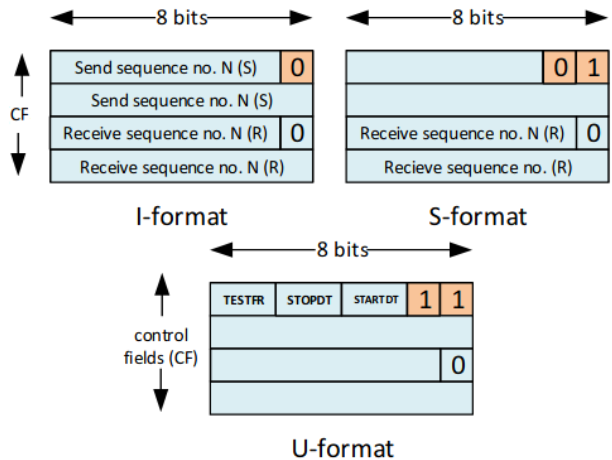 8 bits
8 bits
CF
Send sequence no. N (S) 0
Send sequence no. N (S)
Receive sequence no. N (R) 0
Receive sequence no. N (R)
I-format
0 1
Receive sequence no. N (R) 0
Recieve sequence no. (R)
S-format
8 bits
control
fields (CF)
TESTFR STOPDT STARTDT 1 1
0
U-format